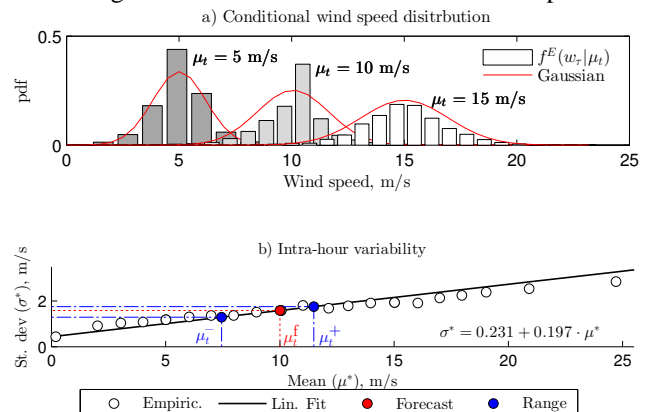 a) Conditional wind speed disitrbution
0.5
0
pdf
μt = 5 m/s
μt = 10 m/s
μt = 15 m/s
f^E(wτ|μt)
Gaussian
0 5 10 15 20 25
Wind speed, m/s
b) Intra-hour variability
St. dev (σ*), m/s
2
0
μt^-
μt^f
μt^+
σ* = 0.231 + 0.197 · μ*
0 5 10 15 20 25
Mean (μ*), m/s
Empiric. Lin. Fit Forecast Range